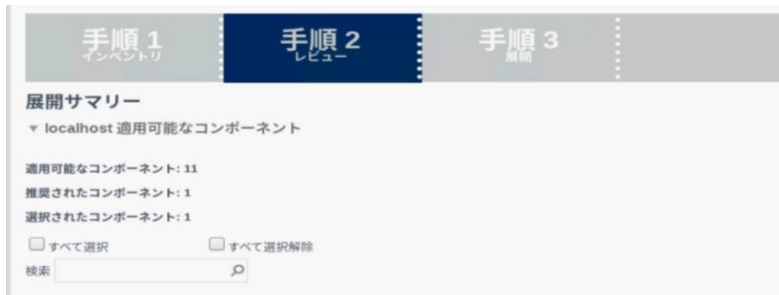 手順 1
インベントリ
手順 2
レビュー
手順 3
展開
展開サマリー
▼ localhost 適用可能なコンポーネント
適用可能なコンポーネント: 11
推奨されたコンポーネント: 1
選択されたコンポーネント: 1
すべて選択 すべて選択解除
検索